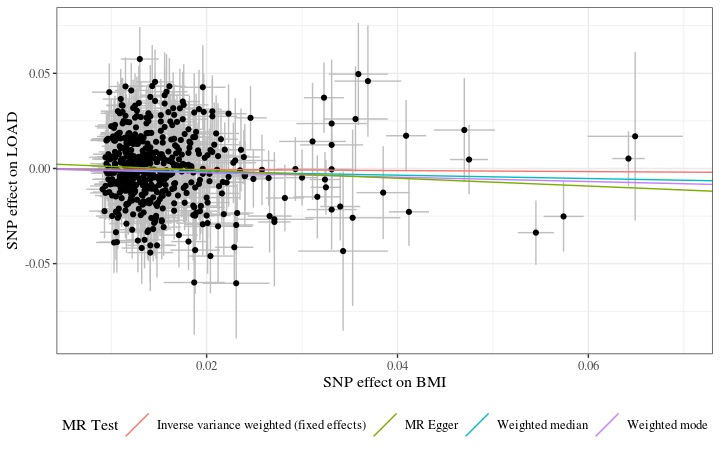 SNP effect on LOAD
0.05
0.00
-0.05
0.02
0.04
0.06
SNP effect on BMI
MR Test
Inverse variance weighted (fixed effects)
MR Egger
Weighted median
Weighted mode